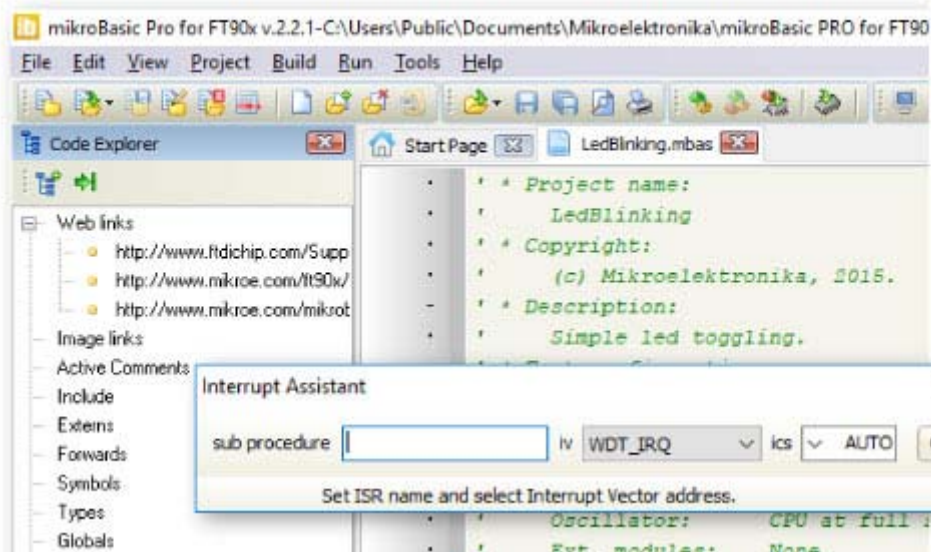 mikroBasic Pro for FT90x v.2.2.1-C:\Users\Public\Documents\Mikroelektronika\mikroBasic PRO for FT90
File Edit View Project Build Run Tools Help
Code Explorer
Start Page LedBlinking.mbas
Web links
http://www.ftdichip.com/Supp
http://www.mikroe.com/ft90x/
http://www.mikroe.com/mikrot
Image links
Active Comments
Include
Externs
Forwards
Symbols
Types
Globals
' * Project name:
' LedBlinking
' * Copyright:
' (c) Mikroelektronika, 2015.
' * Description:
' Simple led toggling.
Interrupt Assistant
sub procedure iv WDT_IRQ ics AUTO
Set ISR name and select Interrupt Vector address.
' Oscillator: CPU at full
' Ext. modules: None